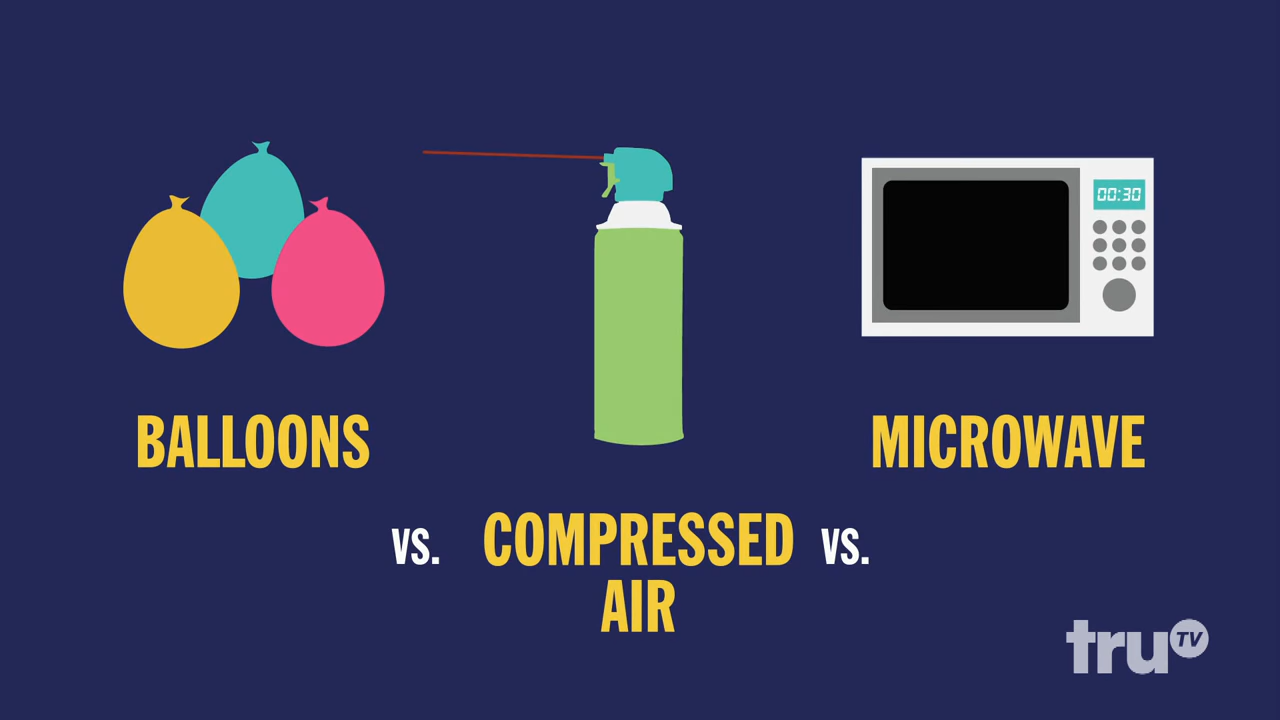 00:30
BALLOONS
MICROWAVE
VS.
COMPRESSED
VS.
AIR
truTV